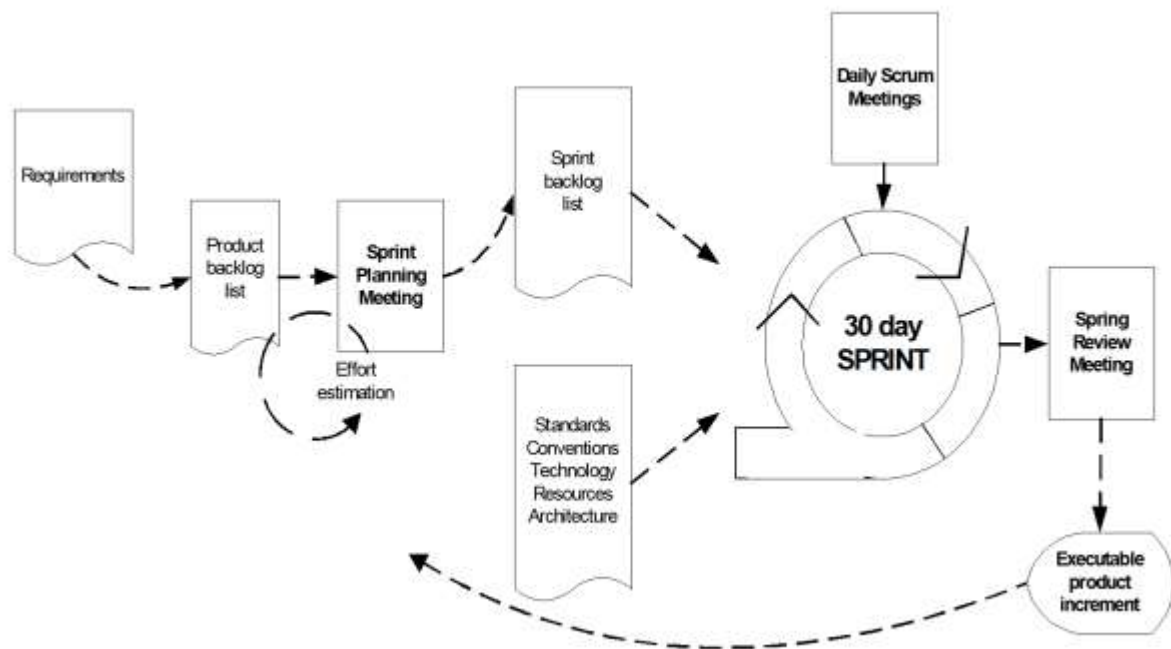 Requirements
Product
backlog
list
Sprint
Planning
Meeting
Effort
estimation
Sprint
backlog
list
Standards
Conventions
Technology
Resources
Architecture
Daily Scrum
Meetings
30 day
SPRINT
Spring
Review
Meeting
Executable
product
increment